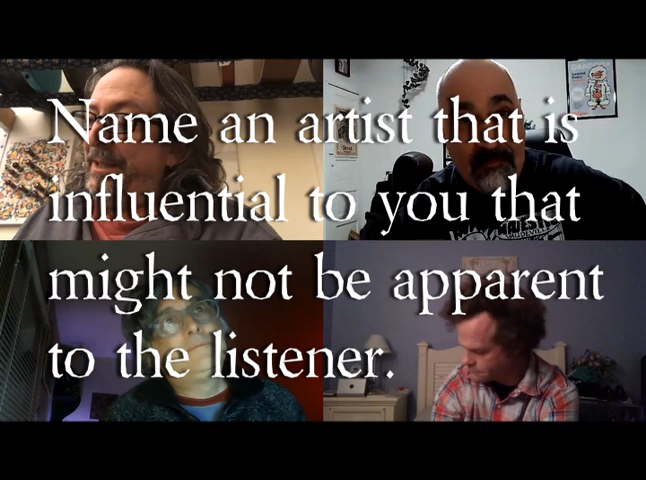 Name an artist that is
influential to you that
might not be apparent
to the listener.